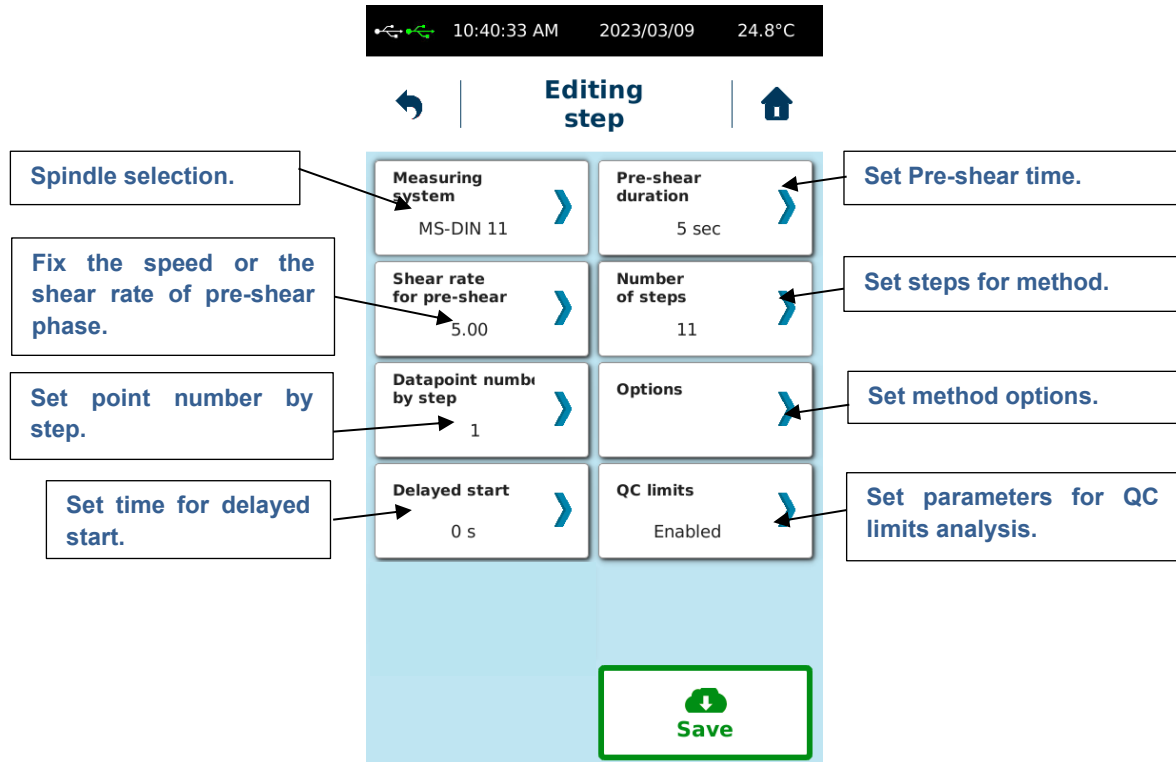 10:40:33 AM 2023/03/09 24.8°C
Editing
step
Spindle selection.
Measuring
system
MS-DIN 11
Pre-shear
duration
5 sec
Set Pre-shear time.
Fix the speed or the
shear rate of pre-shear
phase.
Shear rate
for pre-shear
5.00
Number
of steps
11
Set steps for method.
Set point number by
step.
Datapoint numbe
by step
1
Options
Set method options.
Set time for delayed
start.
Delayed start
0 s
QC limits
Enabled
Set parameters for QC
limits analysis.
Save